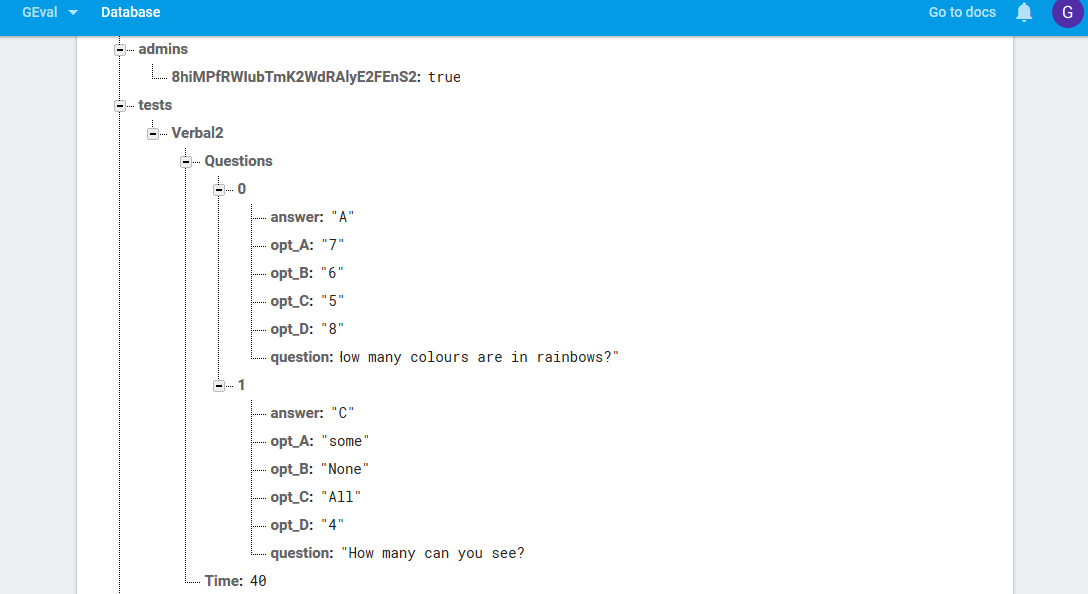 GEval Database Go to docs G
admins
8hiMPfRWlubTmK2WdRAlyE2FEnS2: true
tests
Verbal2
Questions
0
answer: "A"
opt_A: "7"
opt_B: "6"
opt_C: "5"
opt_D: "8"
question: How many colours are in rainbows?"
1
answer: "C"
opt_A: "some"
opt_B: "None"
opt_C: "All"
opt_D: "4"
question: "How many can you see?
Time: 40